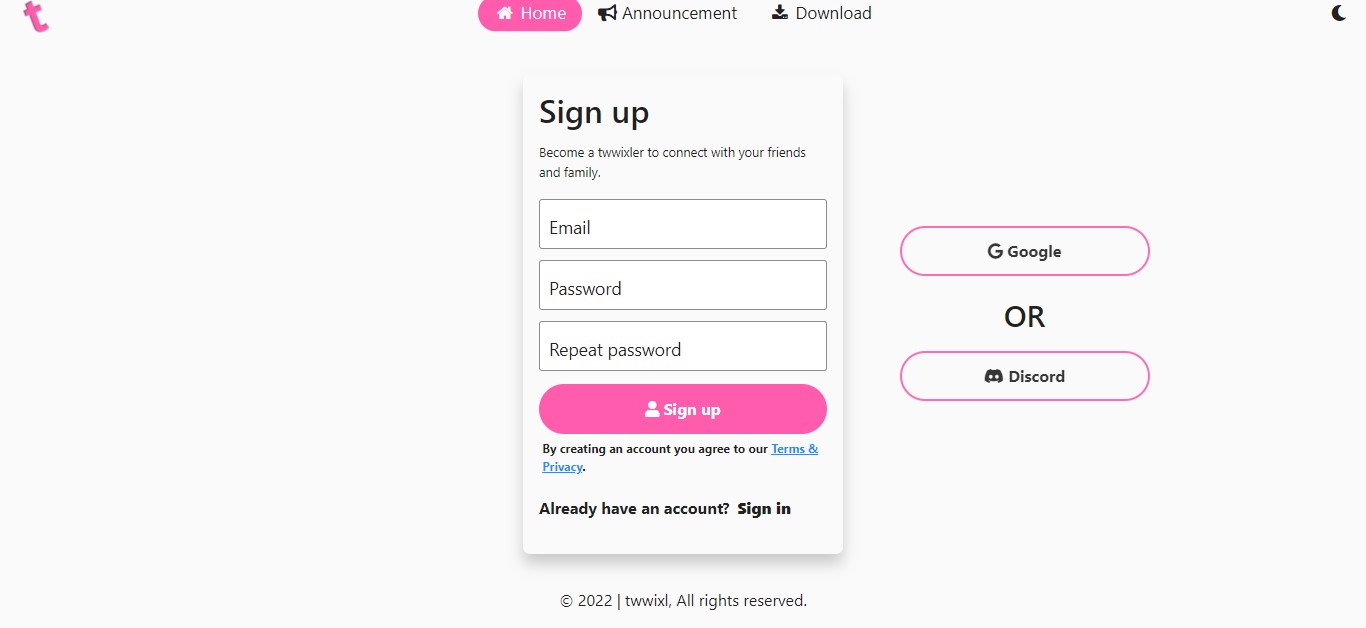 t
Home Announcement Download
Sign up
Become a twwixler to connect with your friends
and family.
Email
Password
Repeat password
Sign up
By creating an account you agree to our Terms &
Privacy.
Already have an account? Sign in
Google
OR
Discord
© 2022 | twwixl, All rights reserved.